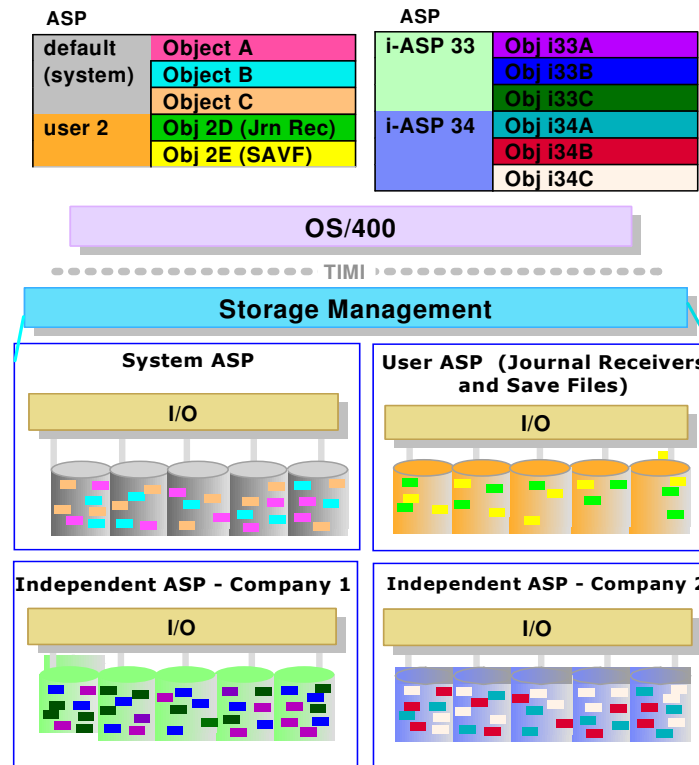 ASP
default (system)
Object A
Object B
Object C
user 2
Obj 2D (Jrn Rec)
Obj 2E (SAVF)
ASP
i-ASP 33
Obj i33A
Obj i33B
Obj i33C
i-ASP 34
Obj i34A
Obj i34B
Obj i34C
OS/400
TIMI
Storage Management
System ASP
I/O
User ASP (Journal Receivers
and Save Files)
I/O
Independent ASP - Company 1
I/O
Independent ASP - Company 2
I/O